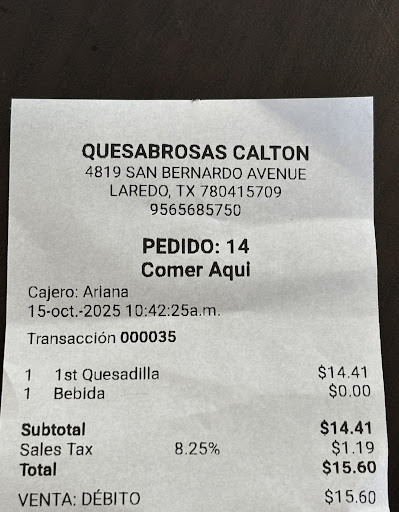 QUESABROSAS CALTON
4819 SAN BERNARDO AVENUE
LAREDO, TX 780415709
9565685750
PEDIDO: 14
Comer Aqui
Cajero: Ariana
15-oct.-2025 10:42:25a.m.
Transacción 000035
1 1st Quesadilla $14.41
1 Bebida $0.00
Subtotal $14.41
Sales Tax 8.25% $1.19
Total $15.60
VENTA: DÉBITO $15.60